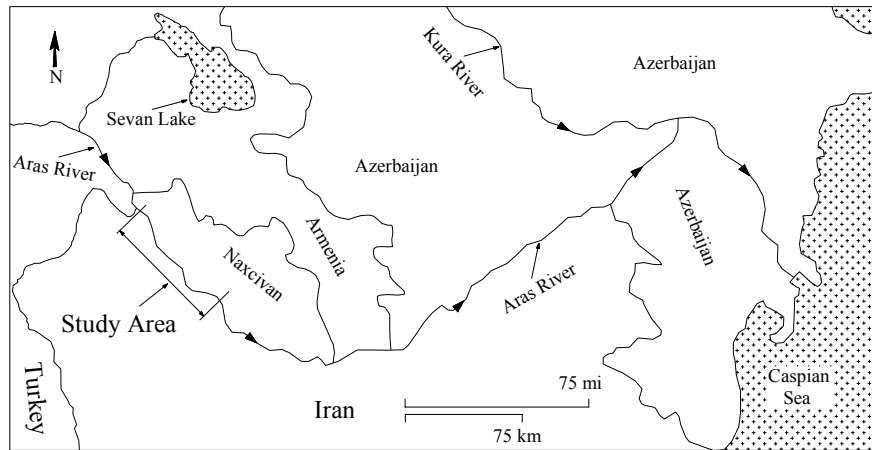 N
Sevan Lake
Aras River
Kura River
Azerbaijan
Azerbaijan
Azerbaijan
Armenia
Naxcivan
Aras River
Study Area
Turkey
Iran
75 mi
75 km
Caspian
Sea